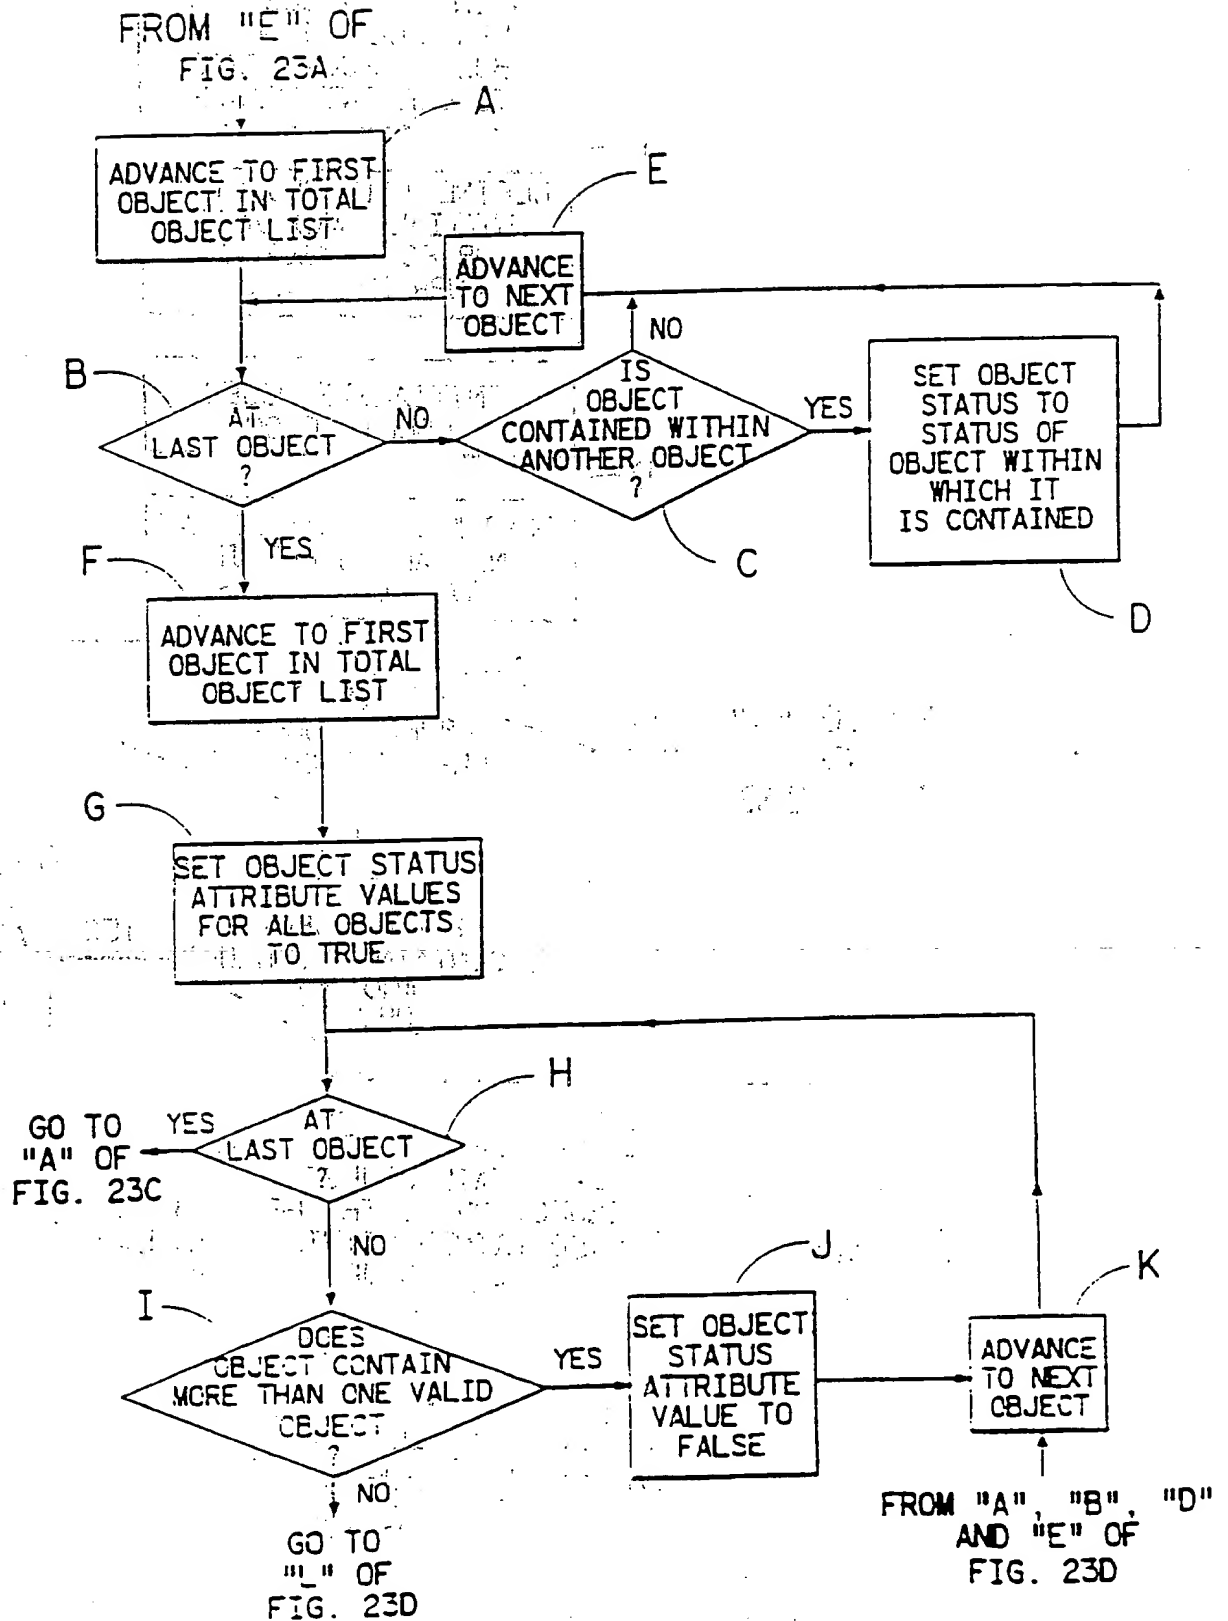 FROM "E" OF
FIG. 23A
A
ADVANCE TO FIRST
OBJECT IN TOTAL
OBJECT LIST
E
ADVANCE
TO NEXT
OBJECT
NO
B
AT
LAST OBJECT
?
NO
IS
OBJECT
CONTAINED WITHIN
ANOTHER OBJECT
?
YES
SET OBJECT
STATUS TO
STATUS OF
OBJECT WITHIN
WHICH IT
IS CONTAINED
C
D
YES
F
ADVANCE TO FIRST
OBJECT IN TOTAL
OBJECT LIST
G
SET OBJECT STATUS
ATTRIBUTE VALUES
FOR ALL OBJECTS
TO TRUE
H
AT
LAST OBJECT
?
YES
GO TO
"A" OF
FIG. 23C
NO
I
DOES
OBJECT CONTAIN
MORE THAN ONE VALID
OBJECT
?
YES
J
SET OBJECT
STATUS
ATTRIBUTE
VALUE TO
FALSE
K
ADVANCE
TO NEXT
OBJECT
NO
GO TO
OF
FIG. 23D
FROM "A", "B", "D"
AND "E" OF
FIG. 23D